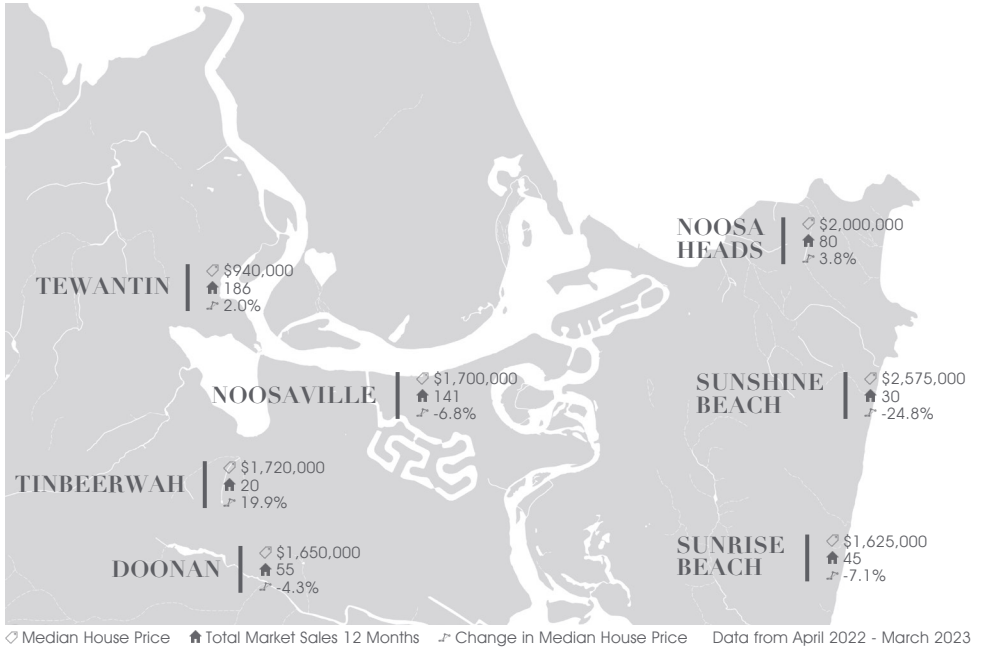 NOOSA
HEADS
$2,000,000
80
3.8%
TEWANTIN
$940,000
186
2.0%
NOOSAVILLE
$1,700,000
141
-6.8%
SUNSHINE
BEACH
$2,575,000
30
-24.8%
TINBEERWAH
$1,720,000
20
19.9%
DOONAN
$1,650,000
55
-4.3%
SUNRISE
BEACH
$1,625,000
45
-7.1%
Median House Price Total Market Sales 12 Months Change in Median House Price Data from April 2022 - March 2023